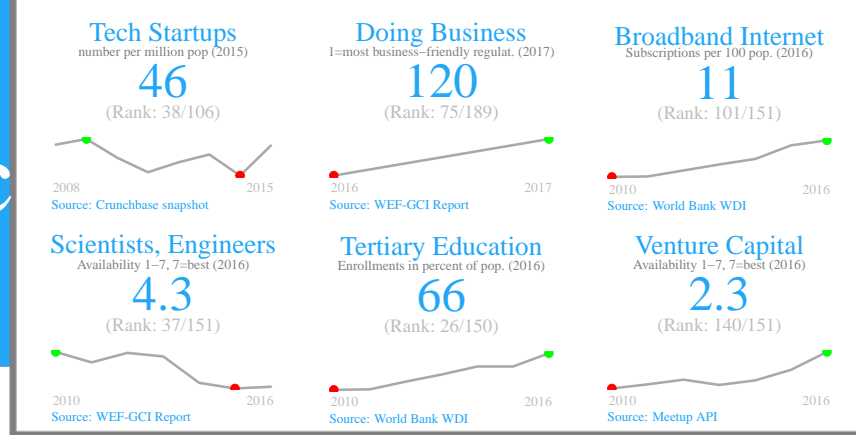 Tech Startups
number per million pop (2015)
46
(Rank: 38/106)
2008 2015
Source: Crunchbase snapshot
Doing Business
1=most business−friendly regulat. (2017)
120
(Rank: 75/189)
2016 2017
Source: WEF-GCI Report
Broadband Internet
Subscriptions per 100 pop. (2016)
11
(Rank: 101/151)
2010 2016
Source: World Bank WDI
Scientists, Engineers
Availability 1−7, 7=best (2016)
4.3
(Rank: 37/151)
2010 2016
Source: WEF-GCI Report
Tertiary Education
Enrollments in percent of pop. (2016)
66
(Rank: 26/150)
2010 2016
Source: World Bank WDI
Venture Capital
Availability 1−7, 7=best (2016)
2.3
(Rank: 140/151)
2010 2016
Source: Meetup API